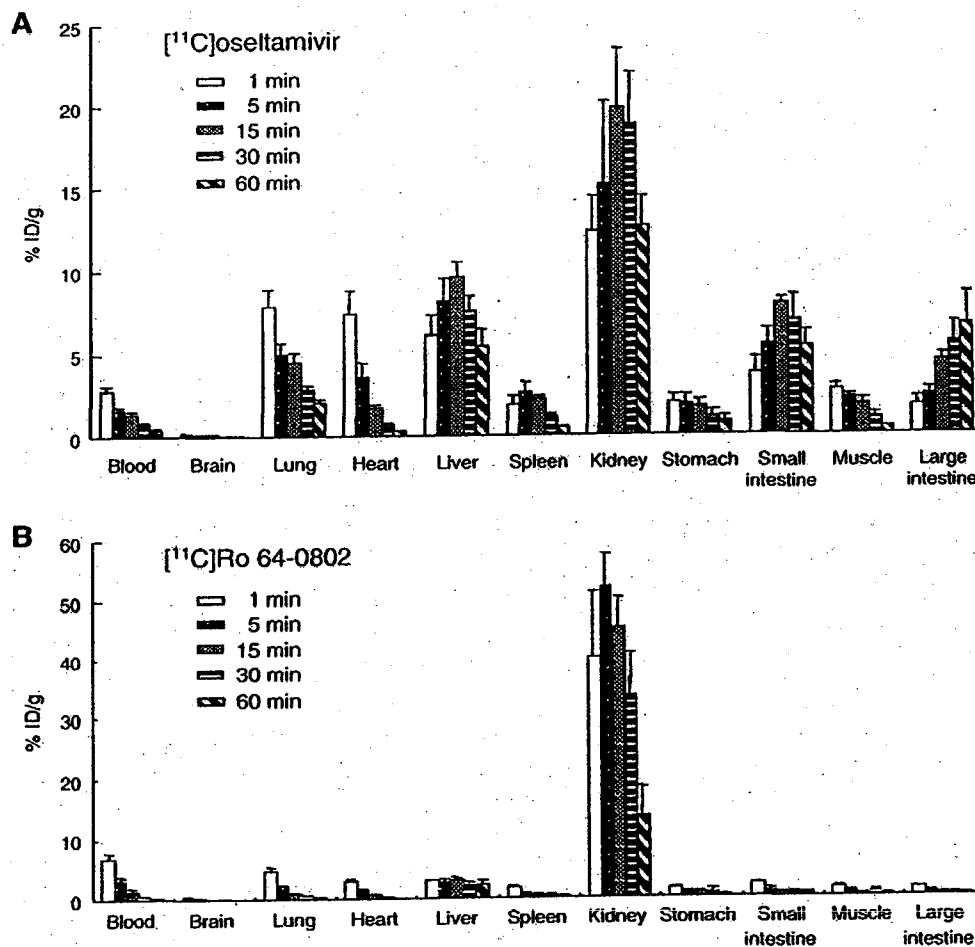 A
[¹¹C]oseltamivir
1 min
5 min
15 min
30 min
60 min
25
20
15
10
5
0
% ID/g
Blood Brain Lung Heart Liver Spleen Kidney Stomach Small intestine Muscle Large intestine
B
[¹¹C]Ro 64-0802
1 min
5 min
15 min
30 min
60 min
60
50
40
30
20
10
0
% ID/g
Blood Brain Lung Heart Liver Spleen Kidney Stomach Small intestine Muscle Large intestine